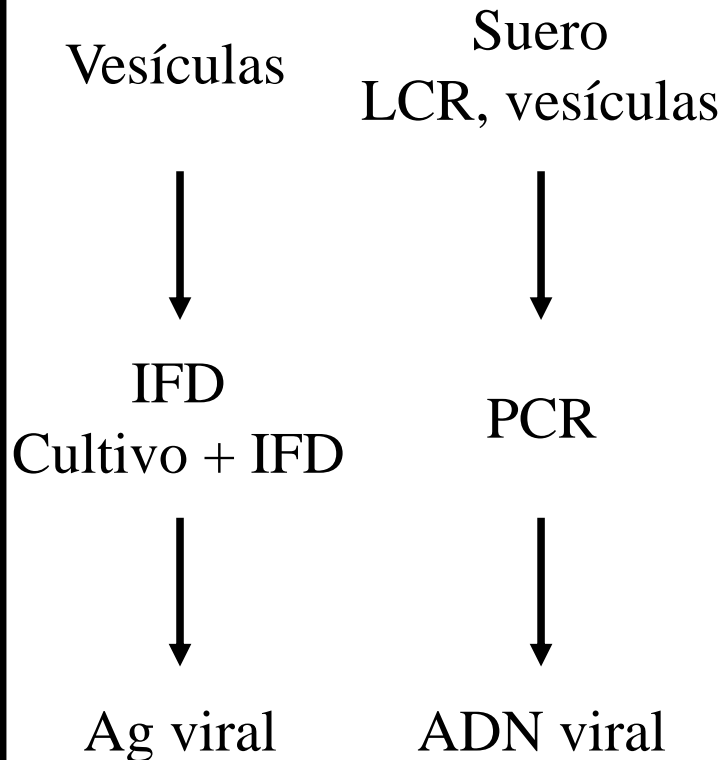 Vesículas
IFD
Cultivo + IFD
Ag viral
Suero
LCR, vesículas
PCR
ADN viral